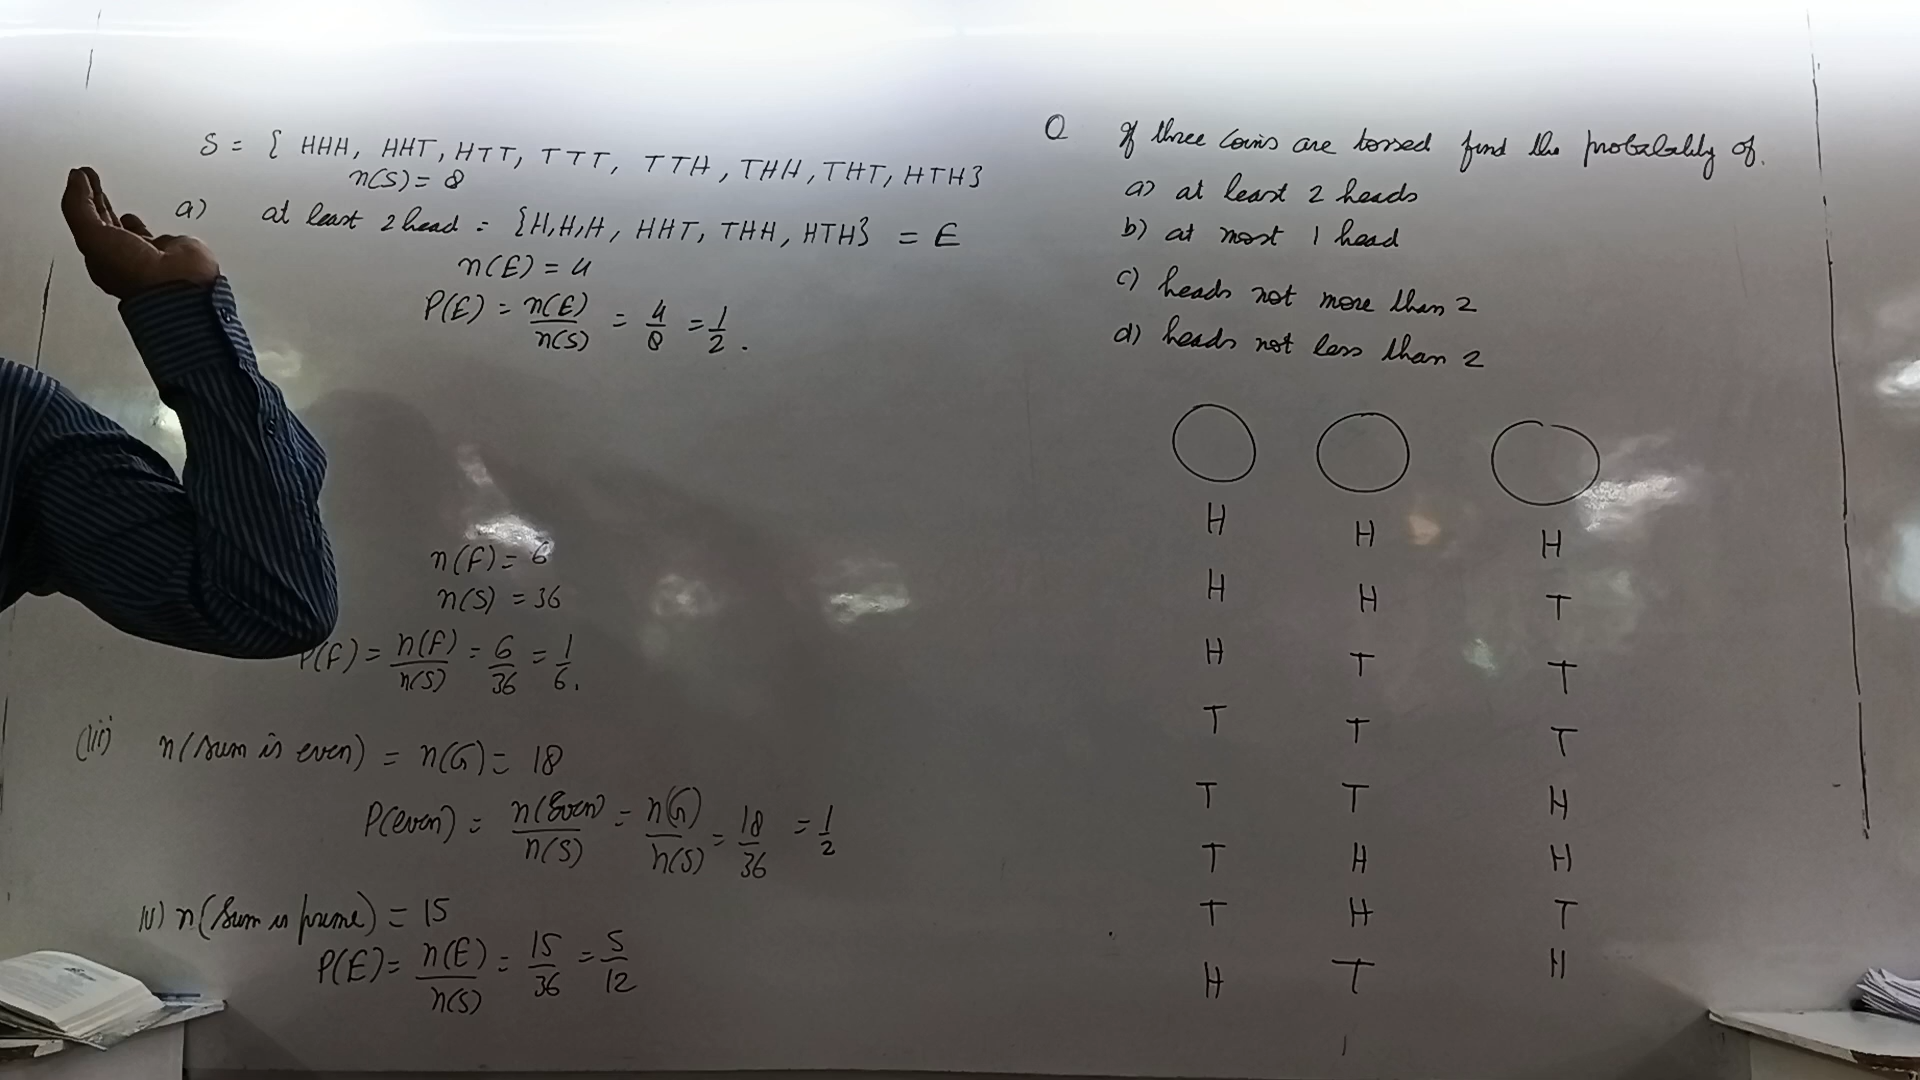 S = { HHH, HHT, HTT, TTT, TTH, THH, THT, HTH}
n(S) = 8
a) at least 2 head = {H,H,H, HHT, THH, HTH} = E
n(E) = 4
P(E) = n(E)/n(S) = 4/8 = 1/2 .
n(F) = 6
n(S) = 36
P(F) = n(F)/n(S) = 6/36 = 1/6 .
(iii) n(sum is even) = n(G) = 18
P(even) = n(Even)/n(S) = n(G)/n(S) = 18/36 = 1/2
iv) n(Sum is prime) = 15
P(E) = n(E)/n(S) = 15/36 = 5/12
Q If three coins are tossed find the probability of.
a) at least 2 heads
b) at most 1 head
c) heads not more than 2
d) heads not less than 2
H H H
H H T
H T T
T T T
T T H
T H H
T H T
H T H